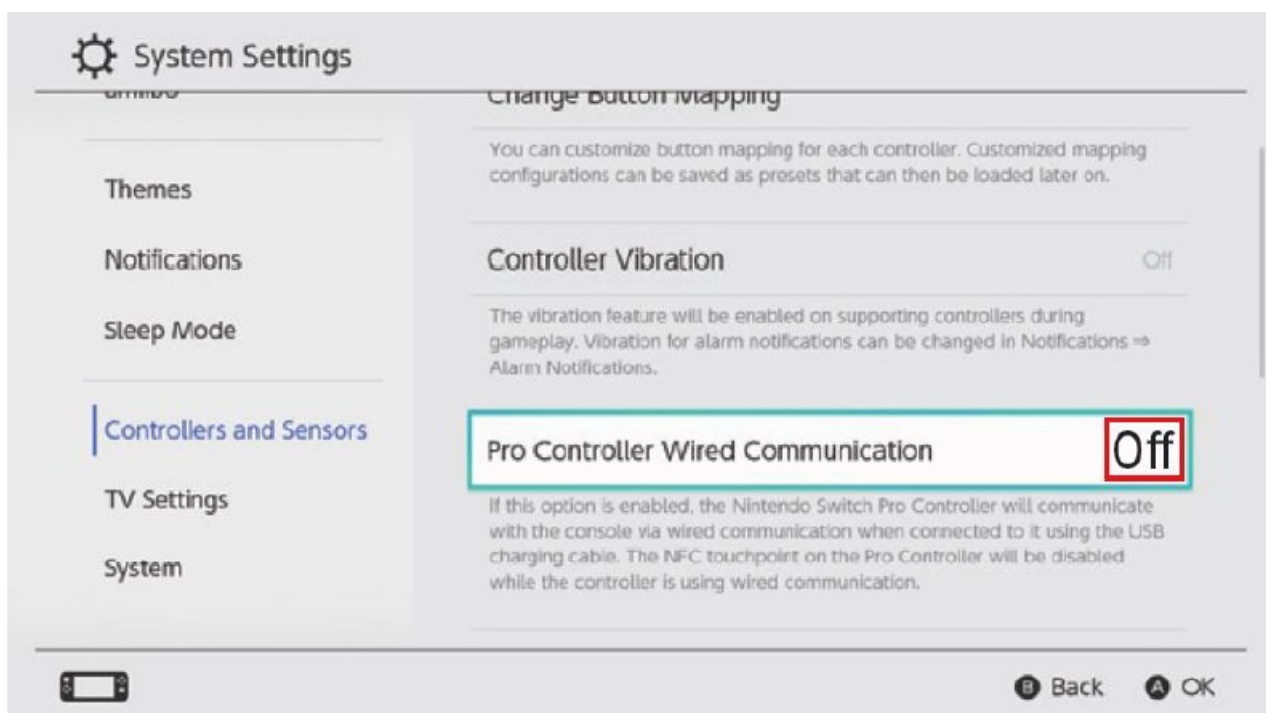 System Settings
amiibo
Change Button Mapping
You can customize button mapping for each controller. Customized mapping
configurations can be saved as presets that can then be loaded later on.
Themes
Notifications
Controller Vibration Off
Sleep Mode
The vibration feature will be enabled on supporting controllers during
gameplay. Vibration for alarm notifications can be changed in Notifications ⇒
Alarm Notifications.
Controllers and Sensors
Pro Controller Wired Communication Off
TV Settings
If this option is enabled, the Nintendo Switch Pro Controller will communicate
with the console via wired communication when connected to it using the USB
charging cable. The NFC touchpoint on the Pro Controller will be disabled
while the controller is using wired communication.
System
B Back A OK